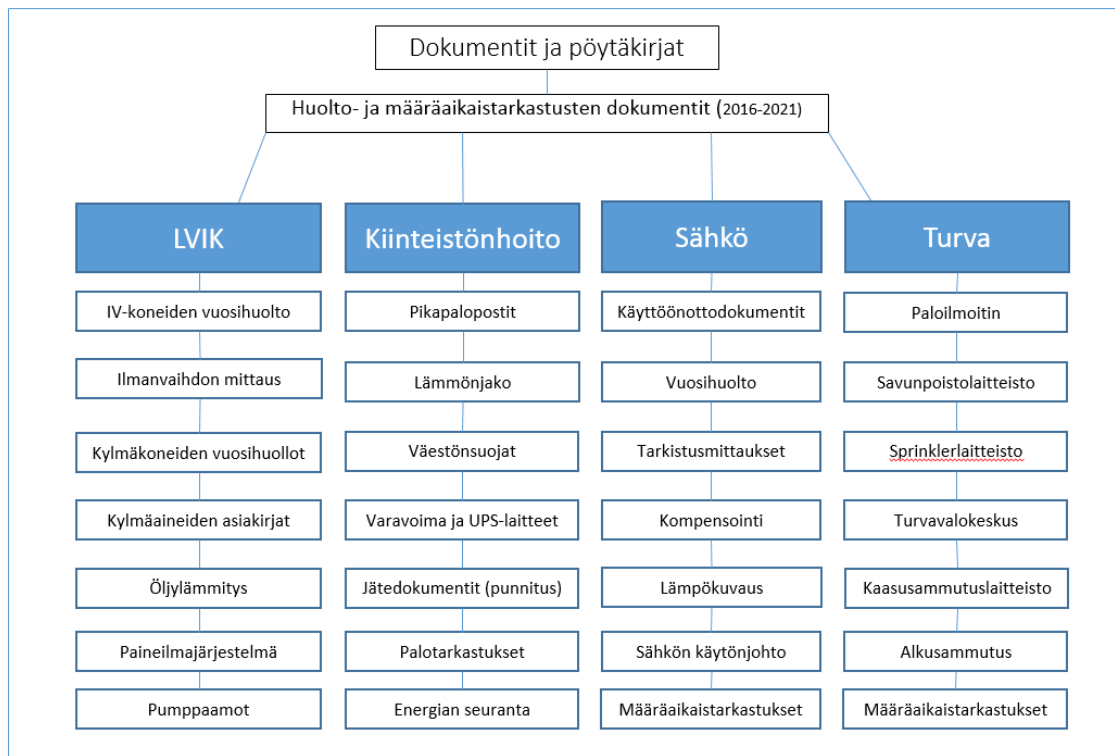 Dokumentit ja pöytäkirjat
Huolto- ja määräaikaistarkastusten dokumentit (2016-2021)
LVIK
IV-koneiden vuosihuolto
Ilmanvaihdon mittaus
Kylmäkoneiden vuosihuollot
Kylmäaineiden asiakirjat
Öljylämmitys
Paineilmajärjestelmä
Pumppaamot
Kiinteistönhoito
Pikapalopostit
Lämmönjako
Väestönsuojat
Varavoima ja UPS-laitteet
Jätedokumentit (punnitus)
Palotarkastukset
Energian seuranta
Sähkö
Käyttöönottodokumentit
Vuosihuolto
Tarkistusmittaukset
Kompensointi
Lämpökuvaus
Sähkön käytönjohto
Määräaikaistarkastukset
Turva
Paloilmoitin
Savunpoistolaitteisto
Sprinklerlaitteisto
Turvavalokeskus
Kaasusammutuslaitteisto
Alkusammutus
Määräaikaistarkastukset